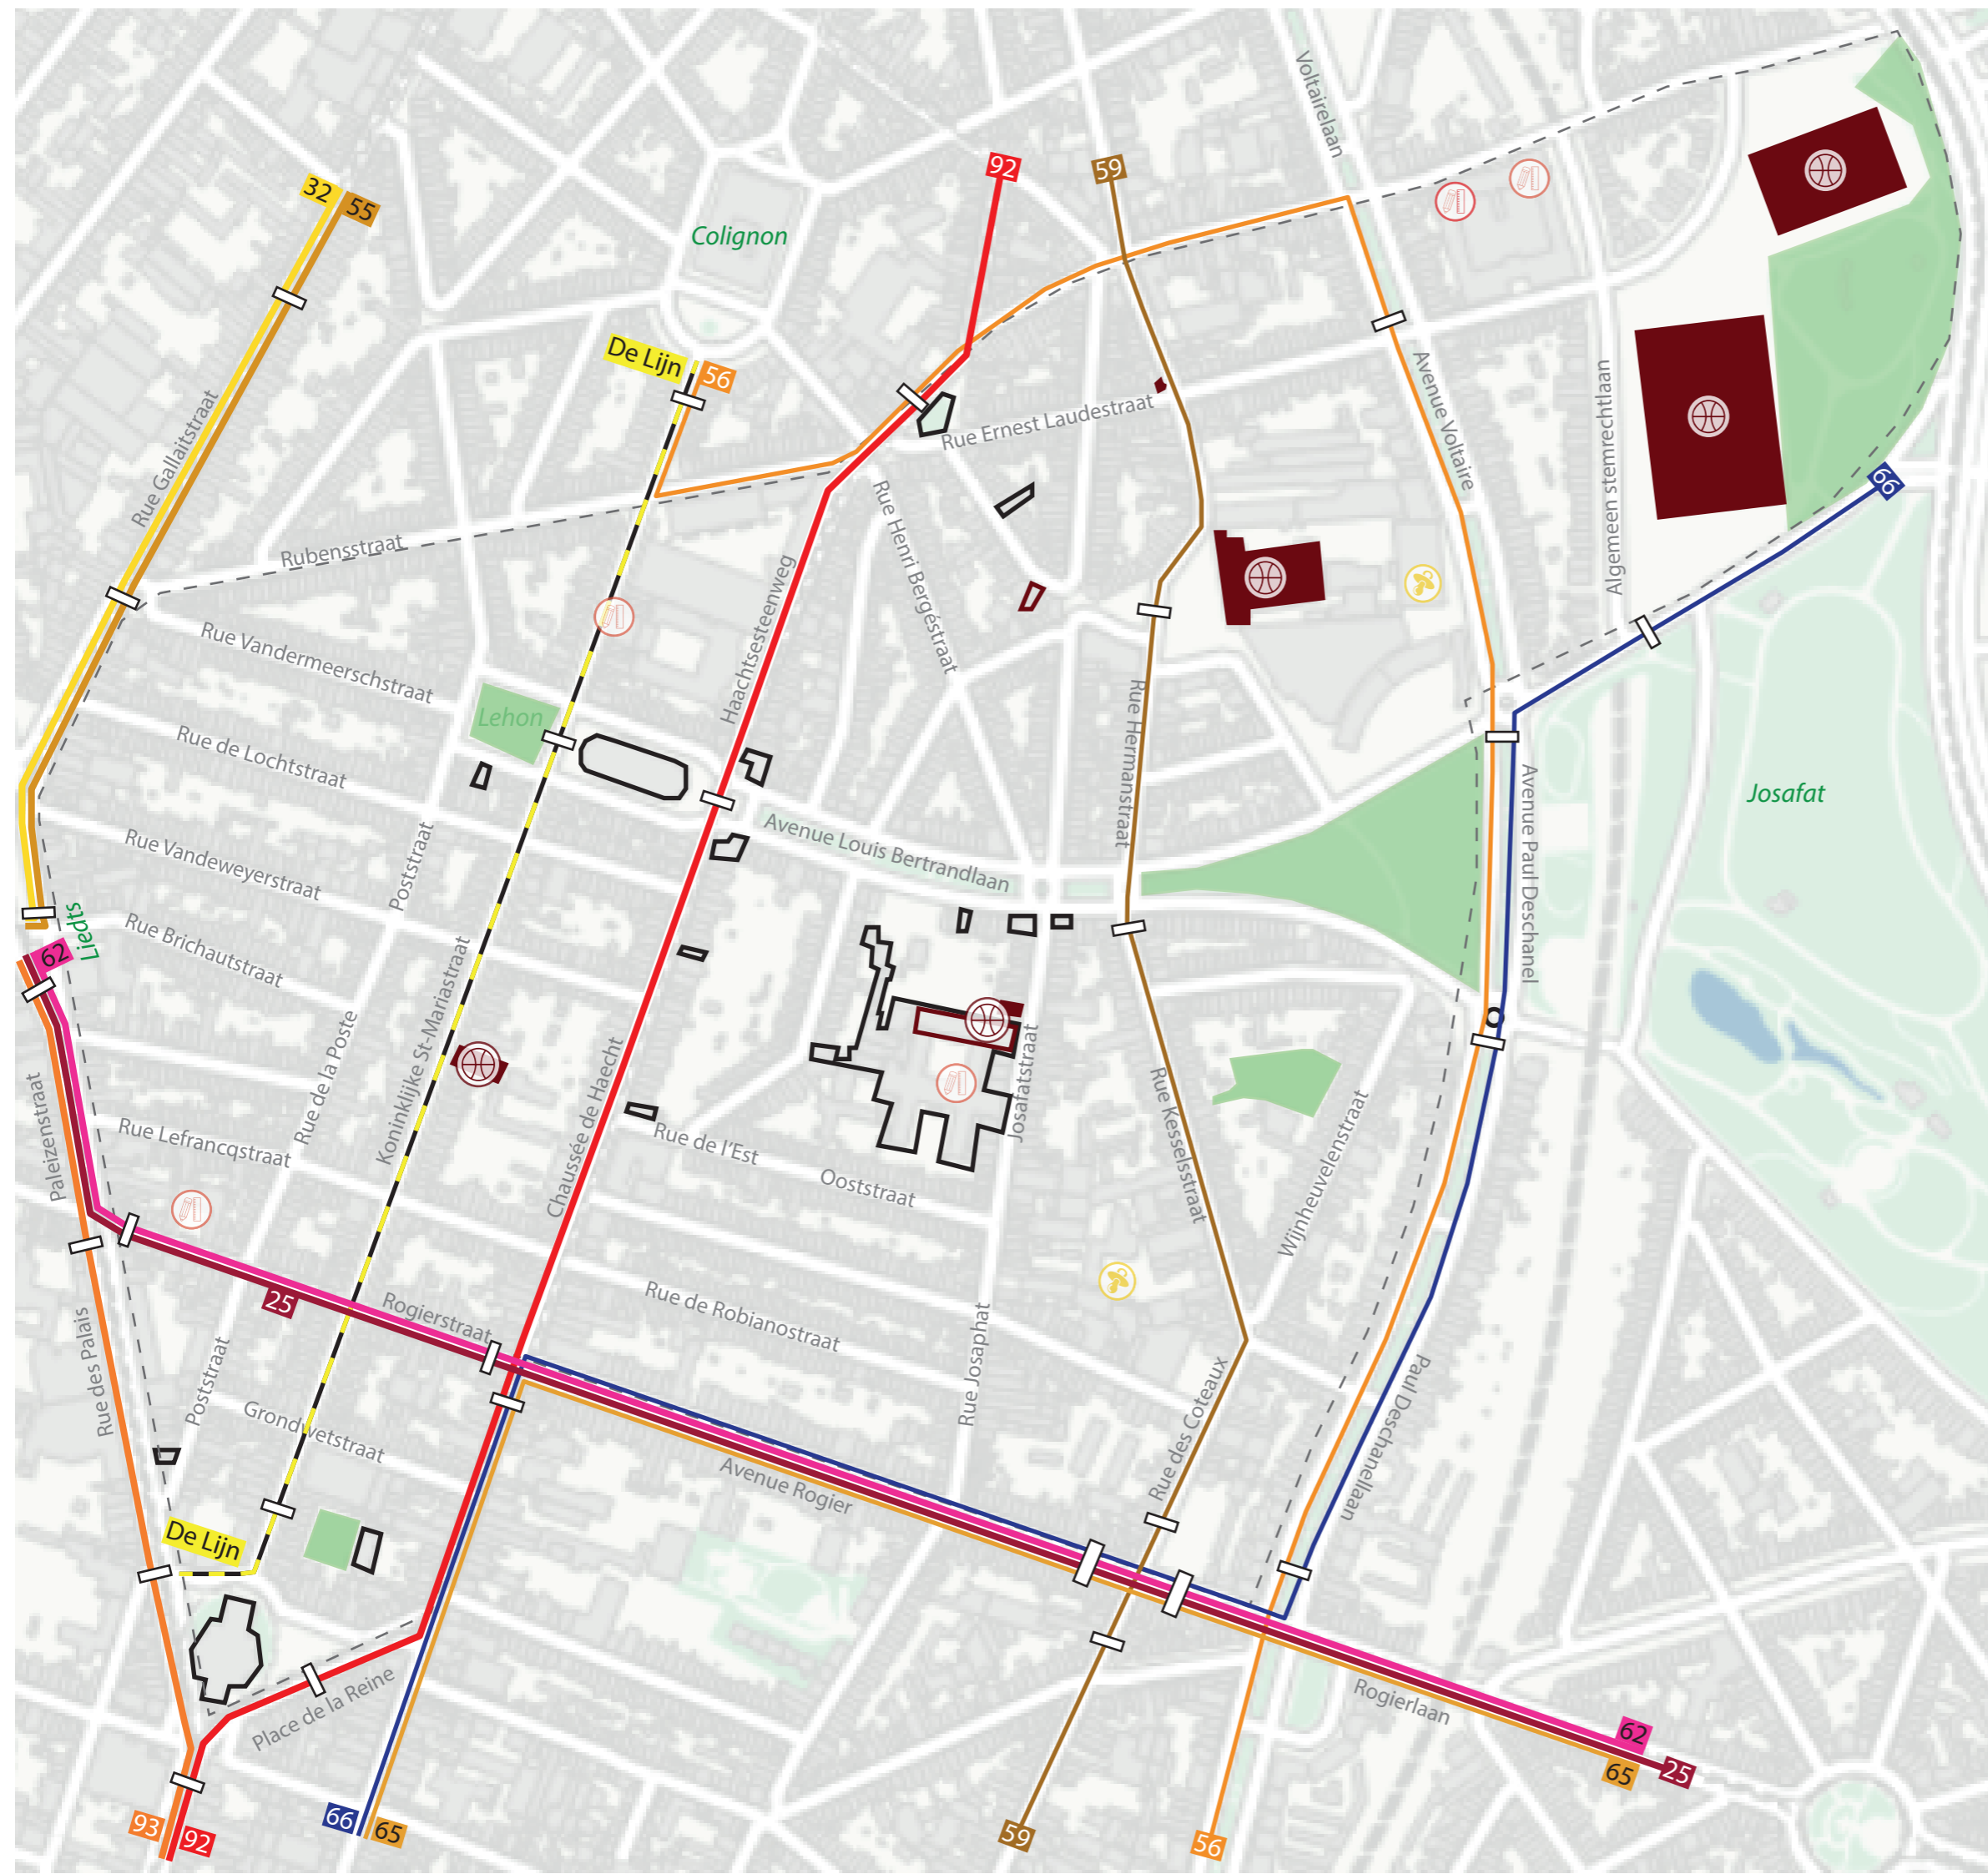 Voltairelaan
92
59
32
55
Colignon
De Lijn
56
Rue Gallaitstraat
Avenue Voltaire
Algemeen stemrechtlaan
Rue Ernest Laudestraat
66
Rubensstraat
Rue Henri Bergéstraat
Haachtsesteenweg
Rue Vandermeerschstraat
Lehon
Rue de Lochtstraat
Rue Hermanstraat
Avenue Paul Deschanel
Josafat
Avenue Louis Bertrandlaan
Rue Vandeweyerstraat
Poststraat
Liedts
Rue Brichautstraat
62
Koninklijke St-Mariastraat
Rue de la Poste
Chaussée de Haecht
Josafatstraat
Rue Kesselsstraat
Wijnheuvelenstraat
Paleizenstraat
Rue Lefrancqstraat
Rue de l'Est
Ooststraat
25
Rogierstraat
Rue de Robianostraat
Rue Josaphat
Rue des Palais
Poststraat
Grondwetstraat
Rue des Coteaux
Paul Deschanellaan
Avenue Rogier
De Lijn
Place de la Reine
Rogierlaan
62
65
25
93
92
66
65
59
56